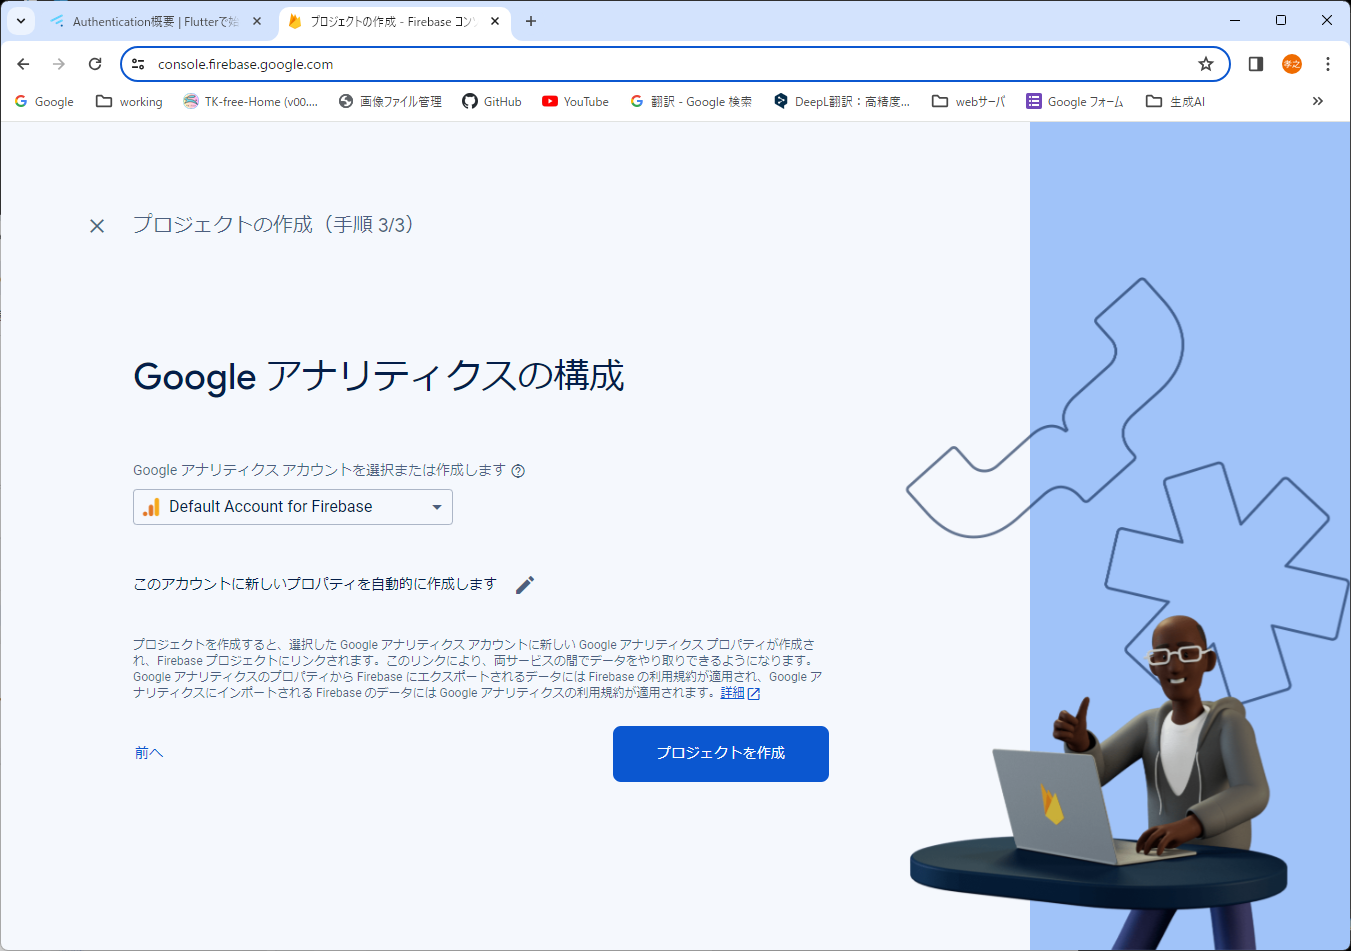 Authentication概要 | Flutterで始
プロジェクトの作成 - Firebase コン
console.firebase.google.com
孝之
Google
working
TK-free-Home (v00....
画像ファイル管理
GitHub
YouTube
翻訳 - Google 検索
DeepL翻訳：高精度...
webサーバ
Google フォーム
生成AI
プロジェクトの作成（手順 3/3）
Google アナリティクスの構成
Google アナリティクス アカウントを選択または作成します
Default Account for Firebase
このアカウントに新しいプロパティを自動的に作成します
プロジェクトを作成すると、選択した Google アナリティクス アカウントに新しい Google アナリティクス プロパティが作成さ
れ、Firebase プロジェクトにリンクされます。このリンクにより、両サービスの間でデータをやり取りできるようになります。
Google アナリティクスのプロパティから Firebase にエクスポートされるデータには Firebase の利用規約が適用され、Google ア
ナリティクスにインポートされる Firebase のデータには Google アナリティクスの利用規約が適用されます。詳細
前へ
プロジェクトを作成